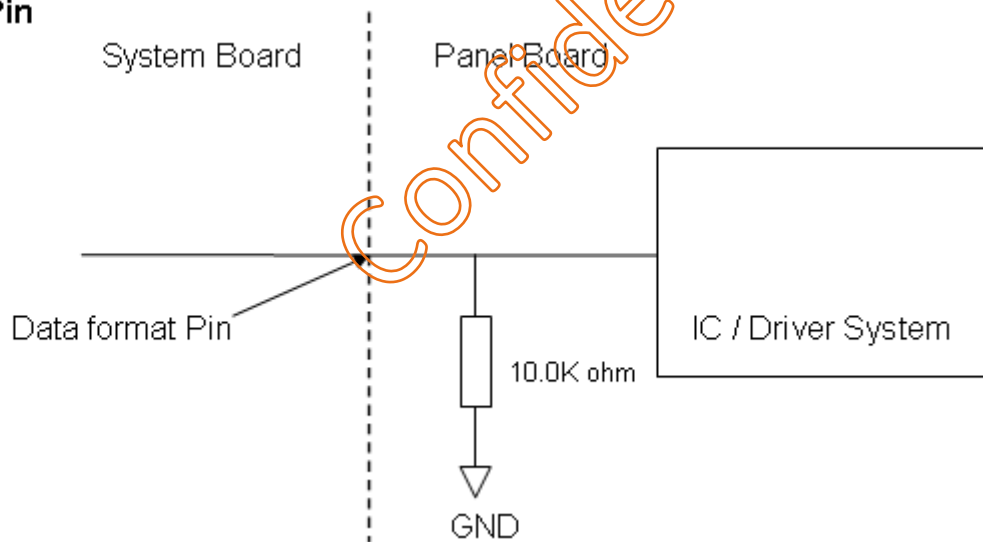 Pin
System Board
Panel Board
Confide
Data format Pin
IC / Driver System
10.0K ohm
GND